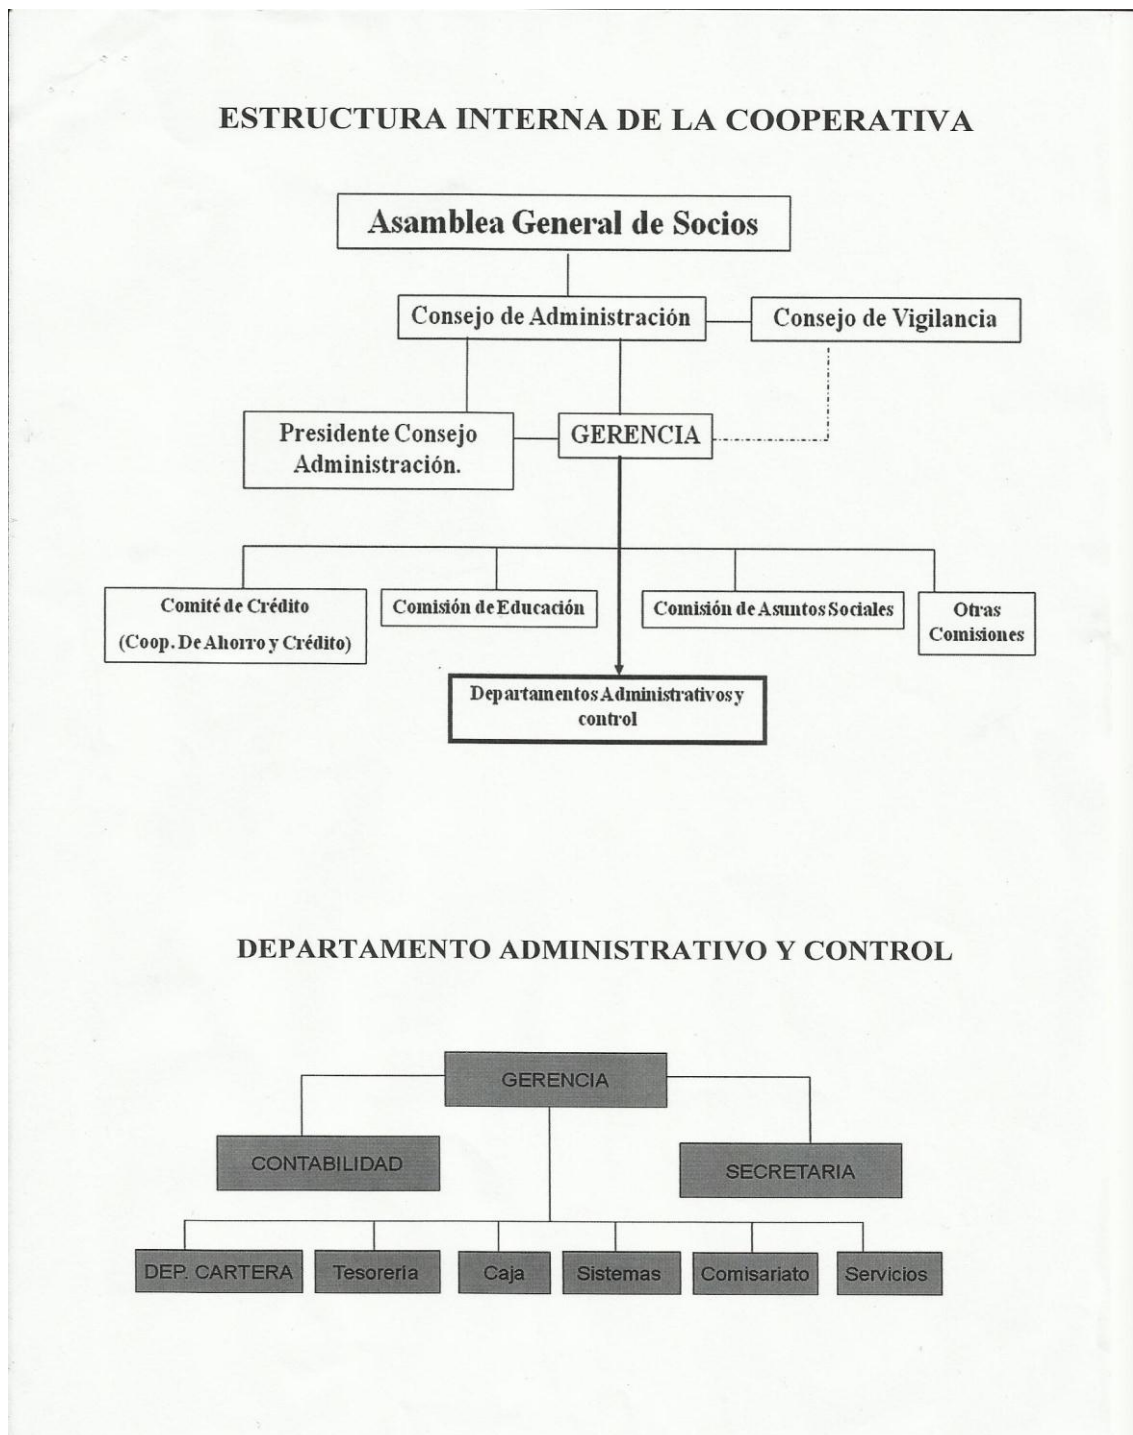 ESTRUCTURA INTERNA DE LA COOPERATIVA
Asamblea General de Socios
Consejo de Administración
Consejo de Vigilancia
Presidente Consejo
Administración.
GERENCIA
Comité de Crédito
(Coop. De Ahorro y Crédito)
Comisión de Educación
Comisión de Asuntos Sociales
Otras
Comisiones
Departamentos Administrativos y
control
DEPARTAMENTO ADMINISTRATIVO Y CONTROL
GERENCIA
CONTABILIDAD
SECRETARIA
DEP. CARTERA
Tesoreria
Caja
Sistemas
Comisariato
Servicios